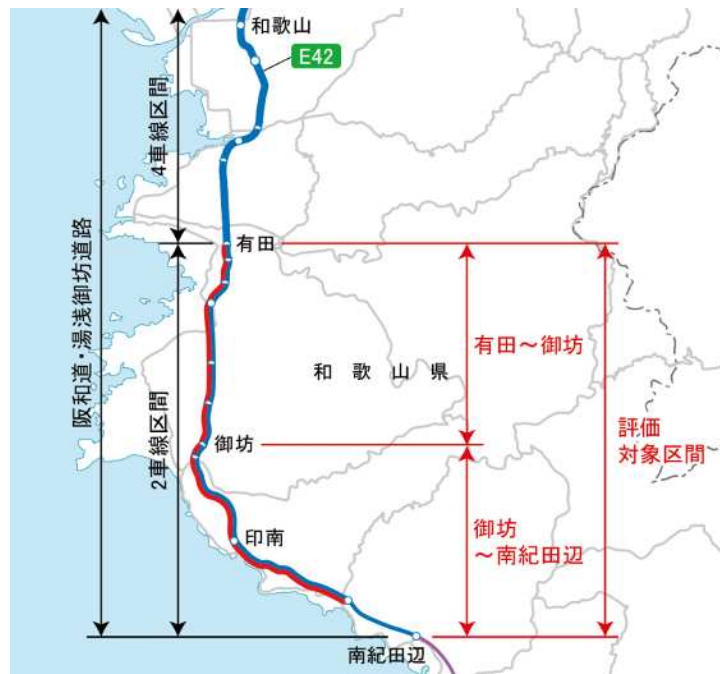 和歌山
E42
4車線区間
有田
阪和道・湯浅御坊道路
有田～御坊
和歌山県
2車線区間
評価
対象区間
御坊
印南
御坊
～南紀田辺
南紀田辺